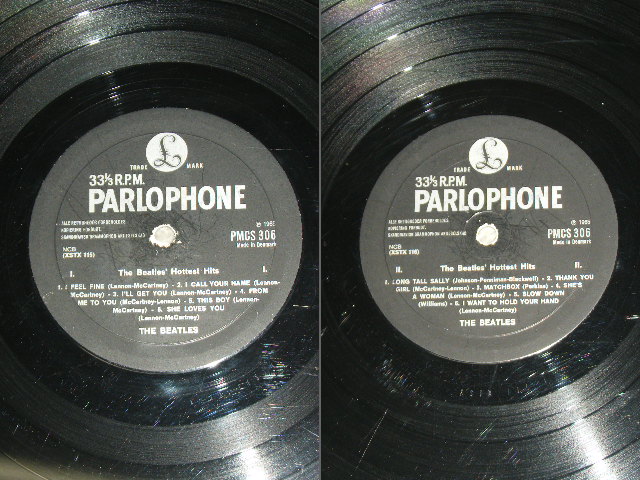 TRADE £ MARK
33⅓ R.P.M.
PARLOPHONE
℗ 1965
PMCS 306
Made in Denmark
NCB
(XSTX 115)
I. The Beatles' Hottest Hits I.
1. I FEEL FINE (Lennon-McCartney) - 2. I CALL YOUR NAME (Lennon-
McCartney) - 3. I'LL GET YOU (McCartney-Lennon) - 4. FROM
ME TO YOU (McCartney-Lennon) - 5. THIS BOY (Lennon-
McCartney) - 6. SHE LOVES YOU
(Lennon-McCartney)
THE BEATLES
TRADE £ MARK
33⅓ R.P.M.
PARLOPHONE
℗ 1965
PMCS 306
Made in Denmark
NCB
(XSTX 116)
II. The Beatles' Hottest Hits II.
1. LONG TALL SALLY (Johnson-Penniman-Blackwell) - 2. THANK YOU
GIRL (McCartney-Lennon) - 3. MATCHBOX (Perkins) - 4. SHE'S
A WOMAN (Lennon-McCartney) - 5. SLOW DOWN
(Williams) - 6. I WANT TO HOLD YOUR HAND
(Lennon-McCartney)
THE BEATLES